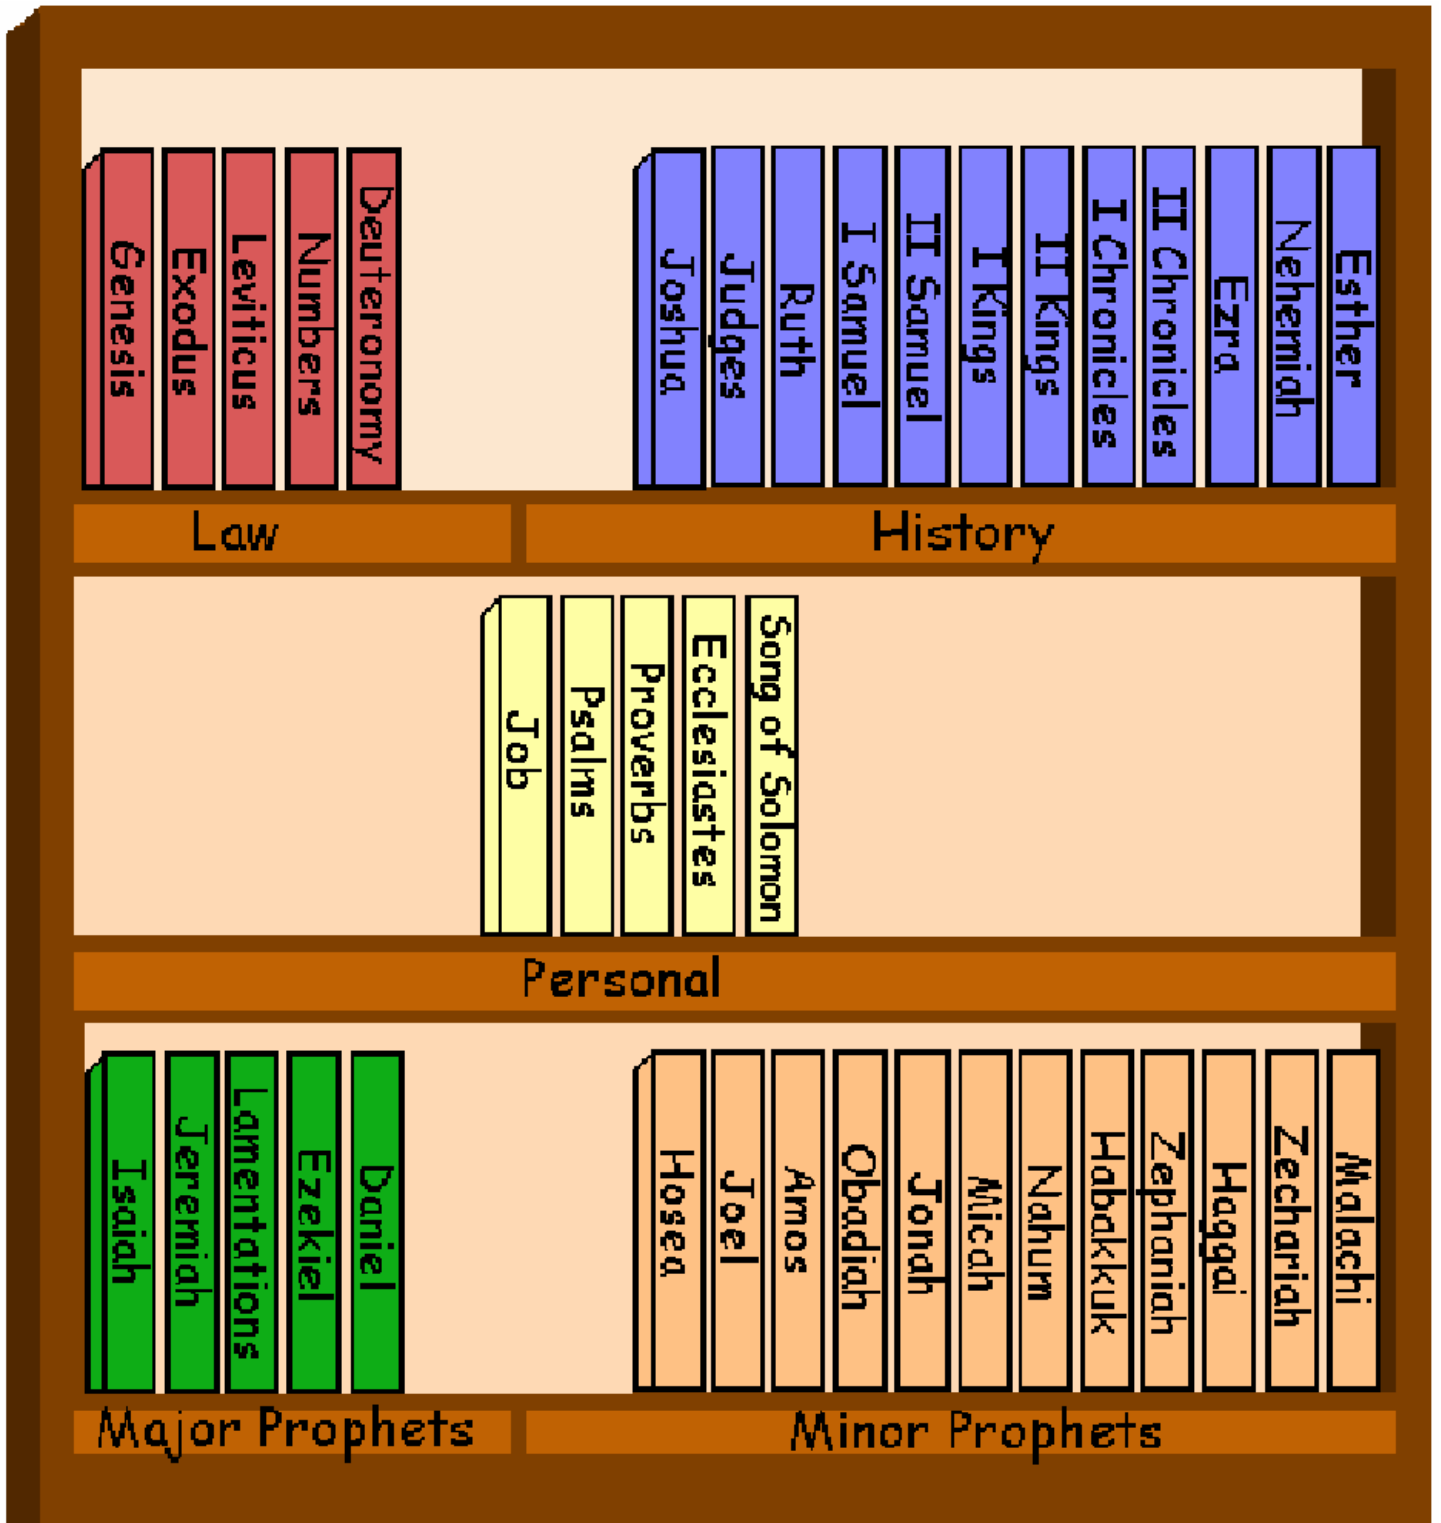 Genesis
Exodus
Leviticus
Numbers
Deuteronomy
Joshua
Judges
Ruth
I Samuel
II Samuel
I Kings
II Kings
I Chronicles
II Chronicles
Ezra
Nehemiah
Esther
Law
History
Job
Psalms
Proverbs
Ecclesiastes
Song of Solomon
Personal
Isaiah
Jeremiah
Lamentations
Ezekiel
Daniel
Hosea
Joel
Amos
Obadiah
Jonah
Micah
Nahum
Habakkuk
Zephaniah
Haggai
Zechariah
Malachi
Major Prophets
Minor Prophets